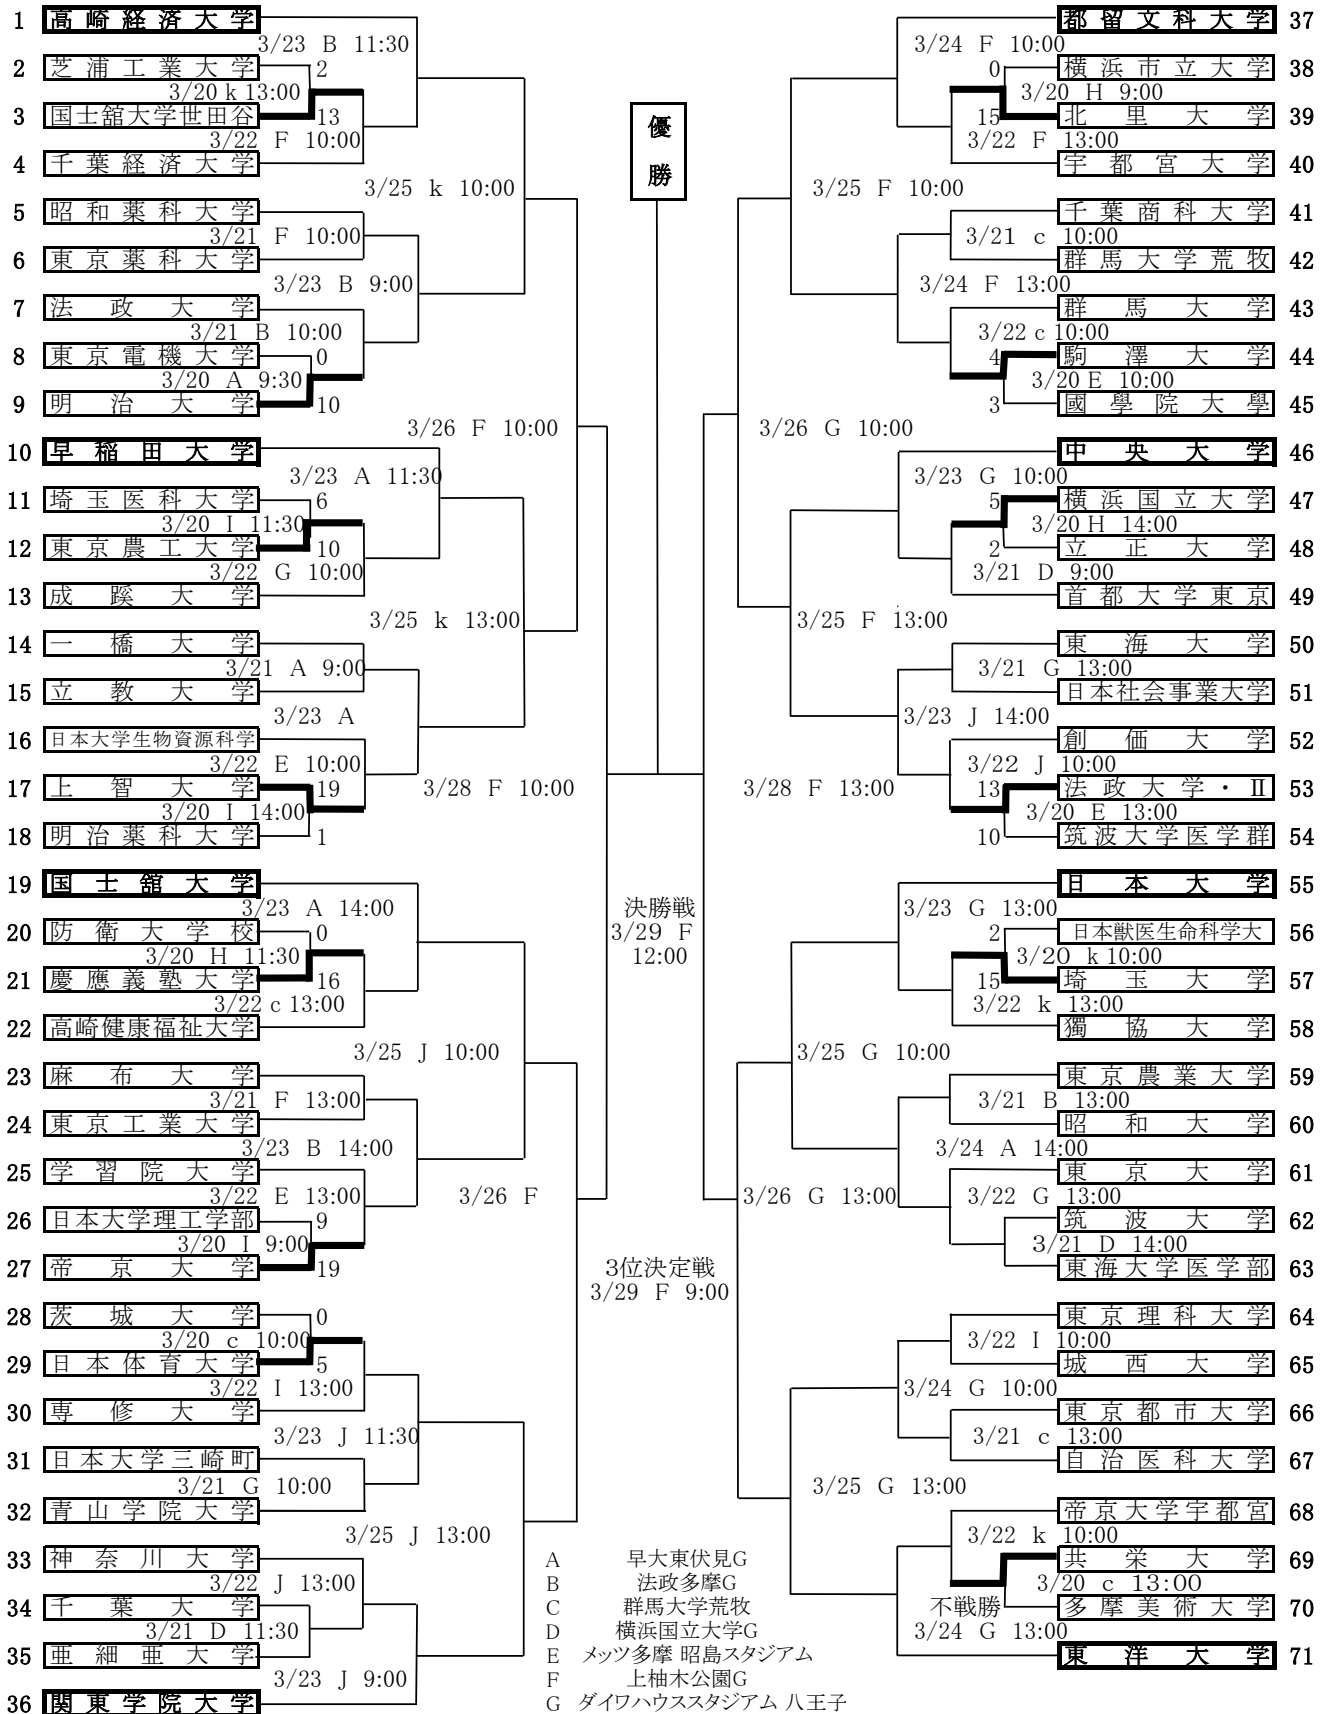 1 高崎経済大学
3/23 B 11:30
2 芝浦工業大学 2
3/20 k 13:00
3 国士舘大学世田谷 13
3/22 F 10:00
4 千葉経済大学
3/25 k 10:00
5 昭和薬科大学
3/21 F 10:00
6 東京薬科大学
3/23 B 9:00
7 法政大学
3/21 B 10:00
8 東京電機大学 0
3/20 A 9:30
9 明治大学 10
3/26 F 10:00
10 早稲田大学
3/23 A 11:30
11 埼玉医科大学 6
3/20 I 11:30
12 東京農工大学 10
3/22 G 10:00
13 成蹊大学
3/25 k 13:00
14 一橋大学
3/21 A 9:00
15 立教大学
3/23 A
16 日本大学生物資源科学
3/22 E 10:00
17 上智大学 19
3/28 F 10:00
3/20 I 14:00
18 明治薬科大学 1
19 国士舘大学
3/23 A 14:00
20 防衛大学校 0
3/20 H 11:30
21 慶應義塾大学 16
3/22 c 13:00
22 高崎健康福祉大学
3/25 J 10:00
23 麻布大学
3/21 F 13:00
24 東京工業大学
3/23 B 14:00
25 学習院大学
3/22 E 13:00
3/26 F
26 日本大学理工学部 9
3/20 I 9:00
27 帝京大学 19
28 茨城大学 0
3/20 c 10:00
29 日本体育大学 5
3/22 I 13:00
30 専修大学
3/23 J 11:30
31 日本大学三崎町
3/21 G 10:00
32 青山学院大学
3/25 J 13:00
33 神奈川大学
3/22 J 13:00
34 千葉大学
3/21 D 11:30
35 亜細亜大学
3/23 J 9:00
36 関東学院大学
優
勝
決勝戦
3/29 F
12:00
3位決定戦
3/29 F 9:00
A 早大東伏見G
B 法政多摩G
C 群馬大学荒牧
D 横浜国立大学G
E メッツ多摩 昭島スタジアム
F 上柚木公園G
G ダイワハウススタジアム 八王子
都留文科大学 37
3/24 F 10:00
0 横浜市立大学 38
3/20 H 9:00
15 北里大学 39
3/22 F 13:00
宇都宮大学 40
3/25 F 10:00
千葉商科大学 41
3/21 c 10:00
群馬大学荒牧 42
3/24 F 13:00
群馬大学 43
3/22 c 10:00
4 駒澤大学 44
3/20 E 10:00
3 國學院大學 45
3/26 G 10:00
中央大学 46
3/23 G 10:00
5 横浜国立大学 47
3/20 H 14:00
2 立正大学 48
3/21 D 9:00
首都大学東京 49
3/25 F 13:00
東海大学 50
3/21 G 13:00
日本社会事業大学 51
3/23 J 14:00
創価大学 52
3/22 J 10:00
3/28 F 13:00
13 法政大学・Ⅱ 53
3/20 E 13:00
10 筑波大学医学群 54
日本大学 55
3/23 G 13:00
2 日本獣医生命科学大 56
3/20 k 10:00
15 埼玉大学 57
3/22 k 13:00
獨協大学 58
3/25 G 10:00
東京農業大学 59
3/21 B 13:00
昭和大学 60
3/24 A 14:00
東京大学 61
3/26 G 13:00
3/22 G 13:00
筑波大学 62
3/21 D 14:00
東海大学医学部 63
東京理科大学 64
3/22 I 10:00
城西大学 65
3/24 G 10:00
東京都市大学 66
3/21 c 13:00
自治医科大学 67
3/25 G 13:00
帝京大学宇都宮 68
3/22 k 10:00
共栄大学 69
3/20 c 13:00
不戦勝 多摩美術大学 70
3/24 G 13:00
東洋大学 71